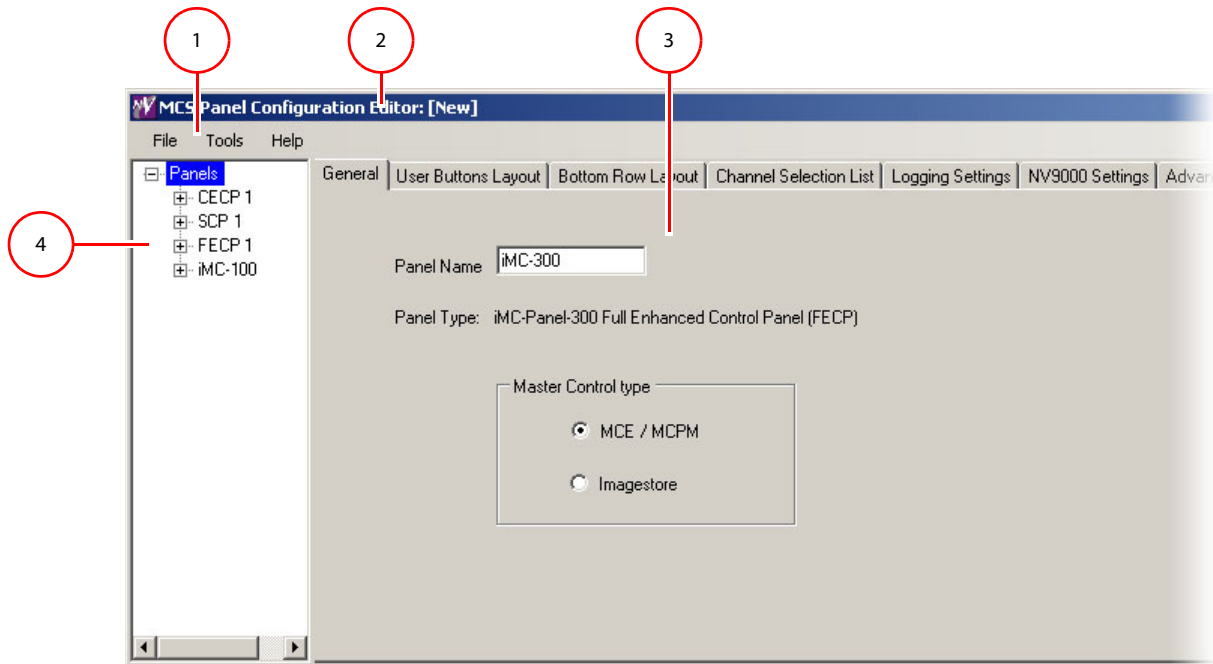 1
2
3
MCS Panel Configuration Editor: [New]
File Tools Help
Panels
CECP 1
SCP 1
FECP 1
iMC-100
4
General User Buttons Layout Bottom Row Layout Channel Selection List Logging Settings NV9000 Settings
Panel Name iMC-300
Panel Type: iMC-Panel-300 Full Enhanced Control Panel (FECP)
Master Control type
MCE / MCPM
Imagestore